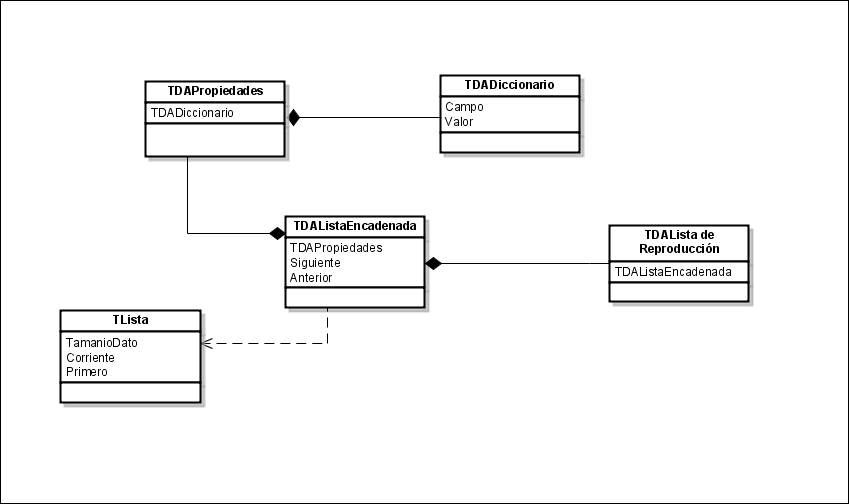 TDAPropiedades
TDADiccionario
TDADiccionario
Campo
Valor
TDAListaEncadenada
TDAPropiedades
Siguiente
Anterior
TDALista de
Reproducción
TDAListaEncadenada
TLista
TamanioDato
Corriente
Primero